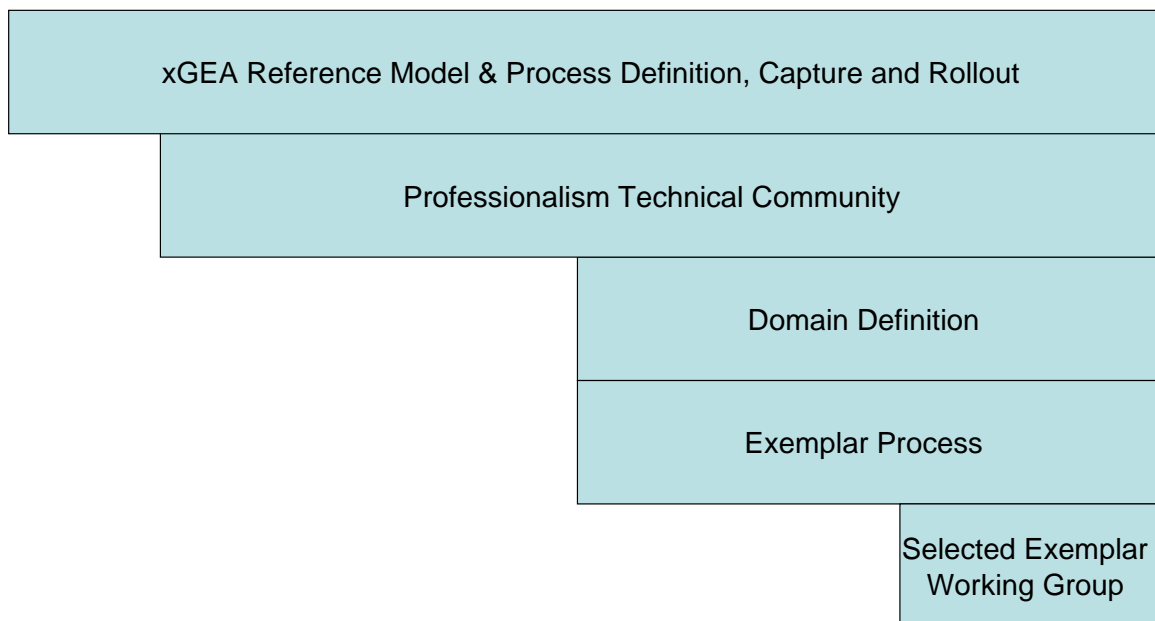 xGEA Reference Model & Process Definition, Capture and Rollout
Professionalism Technical Community
Domain Definition
Exemplar Process
Selected Exemplar
Working Group